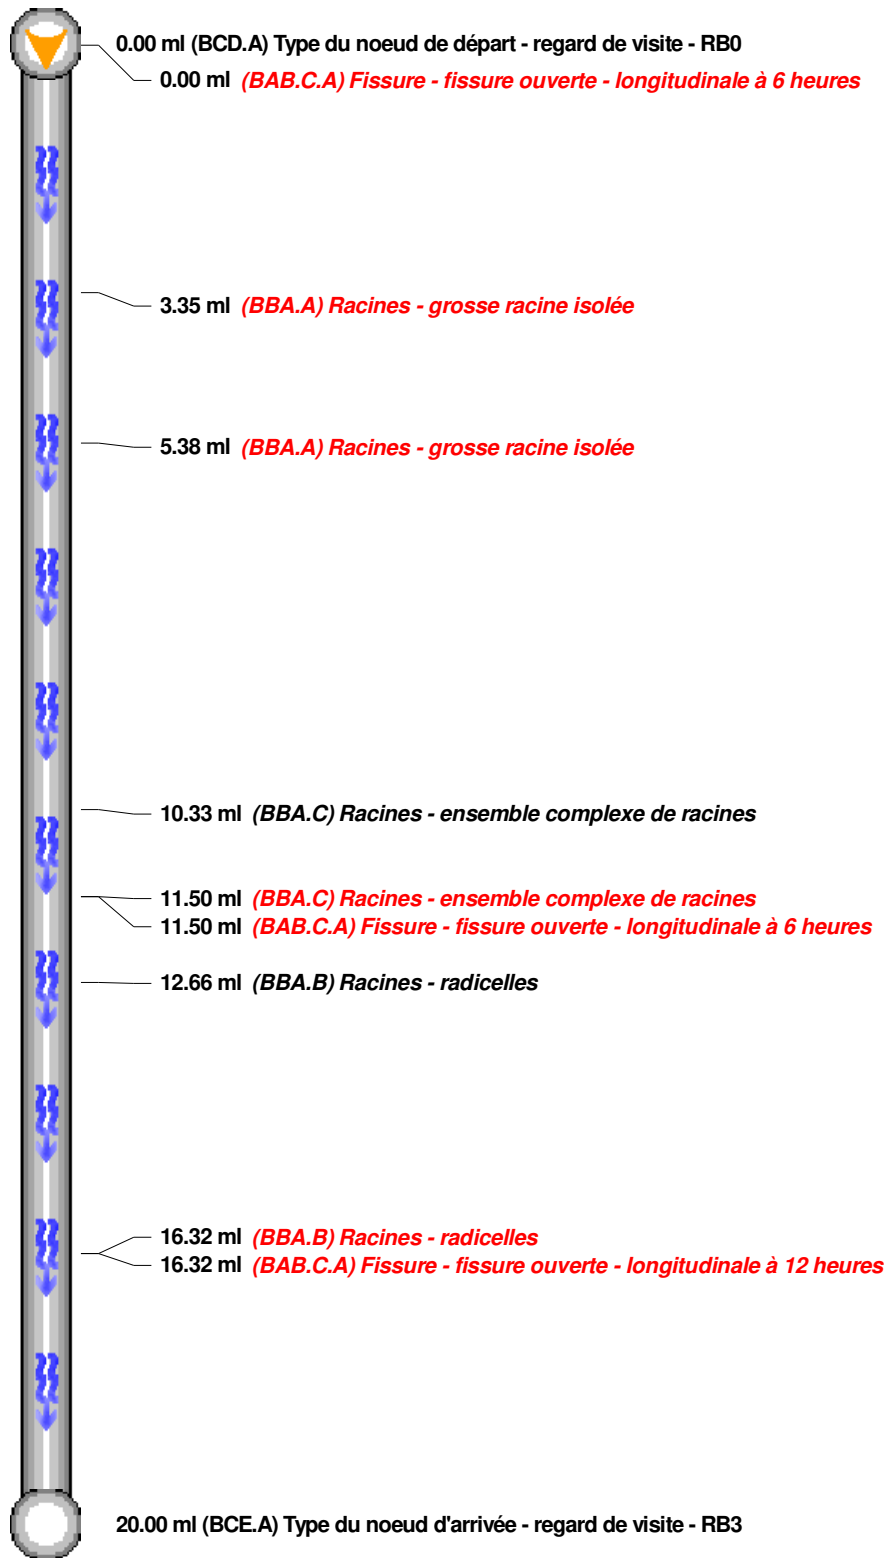 0.00 ml (BCD.A) Type du noeud de départ - regard de visite - RB0
0.00 ml (BAB.C.A) Fissure - fissure ouverte - longitudinale à 6 heures
3.35 ml (BBA.A) Racines - grosse racine isolée
5.38 ml (BBA.A) Racines - grosse racine isolée
10.33 ml (BBA.C) Racines - ensemble complexe de racines
11.50 ml (BBA.C) Racines - ensemble complexe de racines
11.50 ml (BAB.C.A) Fissure - fissure ouverte - longitudinale à 6 heures
12.66 ml (BBA.B) Racines - radicelles
16.32 ml (BBA.B) Racines - radicelles
16.32 ml (BAB.C.A) Fissure - fissure ouverte - longitudinale à 12 heures
20.00 ml (BCE.A) Type du noeud d'arrivée - regard de visite - RB3